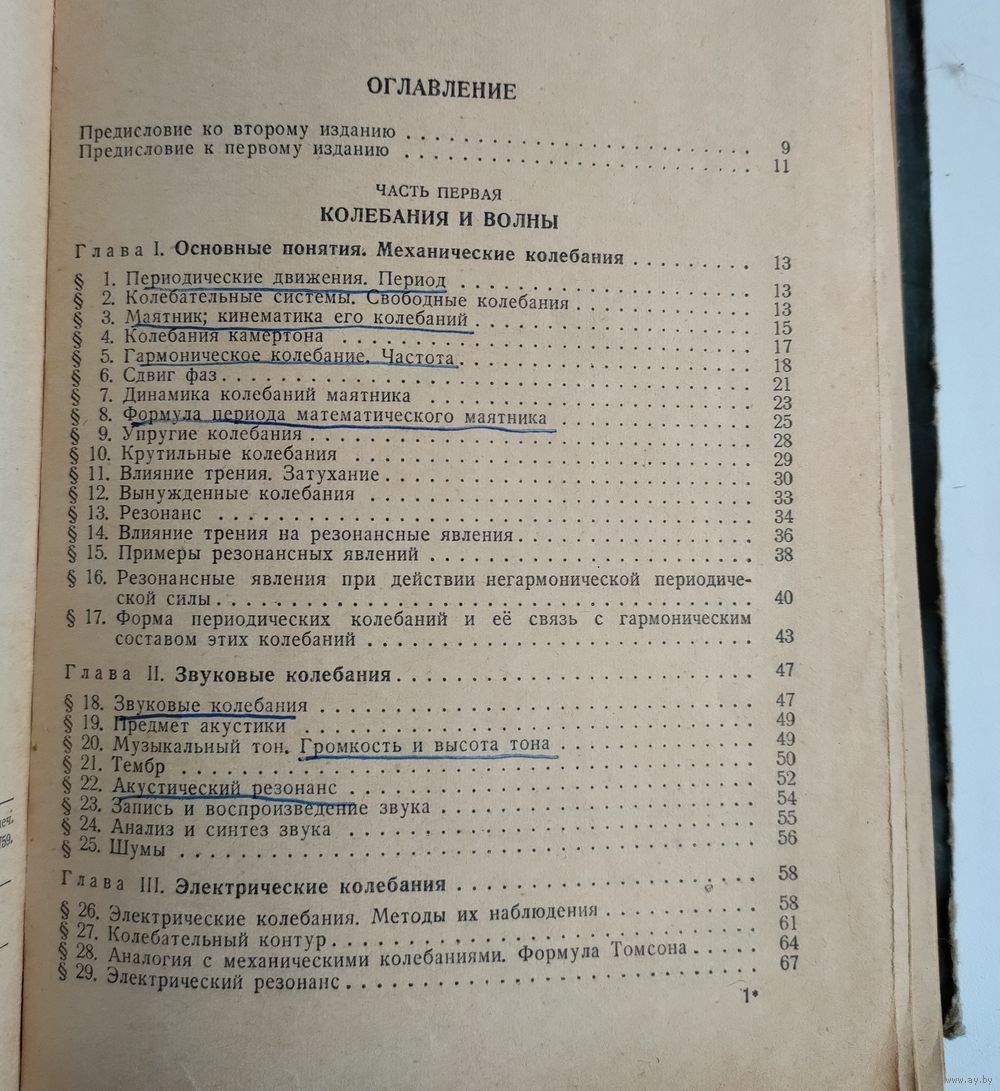 ОГЛАВЛЕНИЕ
Предисловие ко второму изданию . . . . . . . . . . 9
Предисловие к первому изданию . . . . . . . . . . 11
ЧАСТЬ ПЕРВАЯ
КОЛЕБАНИЯ И ВОЛНЫ
Глава I. Основные понятия. Механические колебания . . . . . . . . 13
§ 1. Периодические движения. Период . . . . . . . . 13
§ 2. Колебательные системы. Свободные колебания . . . . . . . . 13
§ 3. Маятник; кинематика его колебаний . . . . . . . . 15
§ 4. Колебания камертона . . . . . . . . 17
§ 5. Гармоническое колебание. Частота . . . . . . . . 18
§ 6. Сдвиг фаз . . . . . . . . 21
§ 7. Динамика колебаний маятника . . . . . . . . 23
§ 8. Формула периода математического маятника . . . . . . . . 25
§ 9. Упругие колебания . . . . . . . . 28
§ 10. Крутильные колебания . . . . . . . . 29
§ 11. Влияние трения. Затухание . . . . . . . . 30
§ 12. Вынужденные колебания . . . . . . . . 33
§ 13. Резонанс . . . . . . . . 34
§ 14. Влияние трения на резонансные явления . . . . . . . . 36
§ 15. Примеры резонансных явлений . . . . . . . . 38
§ 16. Резонансные явления при действии негармонической периодиче-
ской силы . . . . . . . . 40
§ 17. Форма периодических колебаний и её связь с гармоническим
составом этих колебаний . . . . . . . . 43
Глава II. Звуковые колебания . . . . . . . . 47
§ 18. Звуковые колебания . . . . . . . . 47
§ 19. Предмет акустики . . . . . . . . 49
§ 20. Музыкальный тон. Громкость и высота тона . . . . . . . . 49
§ 21. Тембр . . . . . . . . 50
§ 22. Акустический резонанс . . . . . . . . 52
§ 23. Запись и воспроизведение звука . . . . . . . . 54
§ 24. Анализ и синтез звука . . . . . . . . 55
§ 25. Шумы . . . . . . . . 56
Глава III. Электрические колебания . . . . . . . . 58
§ 26. Электрические колебания. Методы их наблюдения . . . . . . . . 58
§ 27. Колебательный контур . . . . . . . . 61
§ 28. Аналогия с механическими колебаниями. Формула Томсона . . . . . 64
§ 29. Электрический резонанс . . . . . . . . 67
1*
www.ay.by